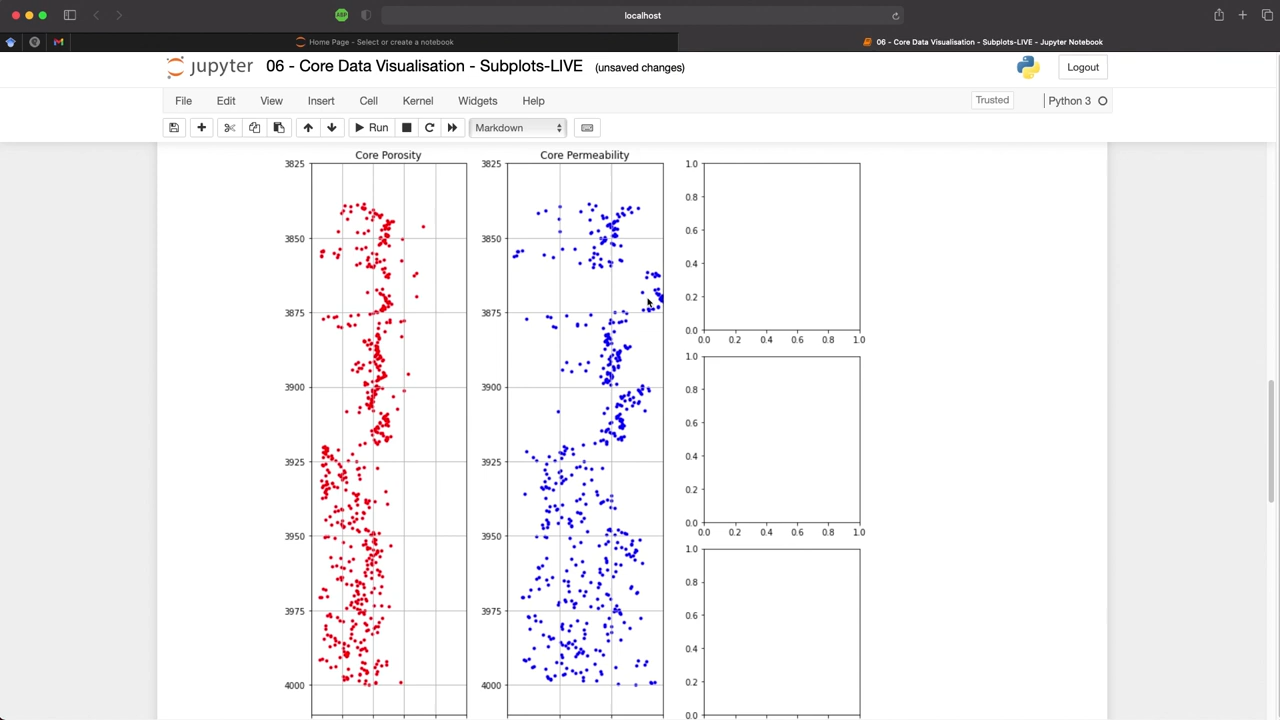 ABP
localhost
Home Page - Select or create a notebook
06 - Core Data Visualisation - Subplots-LIVE - Jupyter Notebook
jupyter 06 - Core Data Visualisation - Subplots-LIVE (unsaved changes)
Logout
File Edit View Insert Cell Kernel Widgets Help
Trusted
Python 3
Run
Markdown
Core Porosity
Core Permeability
3825
3850
3875
3900
3925
3950
3975
4000
3825
3850
3875
3900
3925
3950
3975
4000
1.0
0.8
0.6
0.4
0.2
0.0
0.0 0.2 0.4 0.6 0.8 1.0
1.0
0.8
0.6
0.4
0.2
0.0
0.0 0.2 0.4 0.6 0.8 1.0
1.0
0.8
0.6
0.4
0.2
0.0